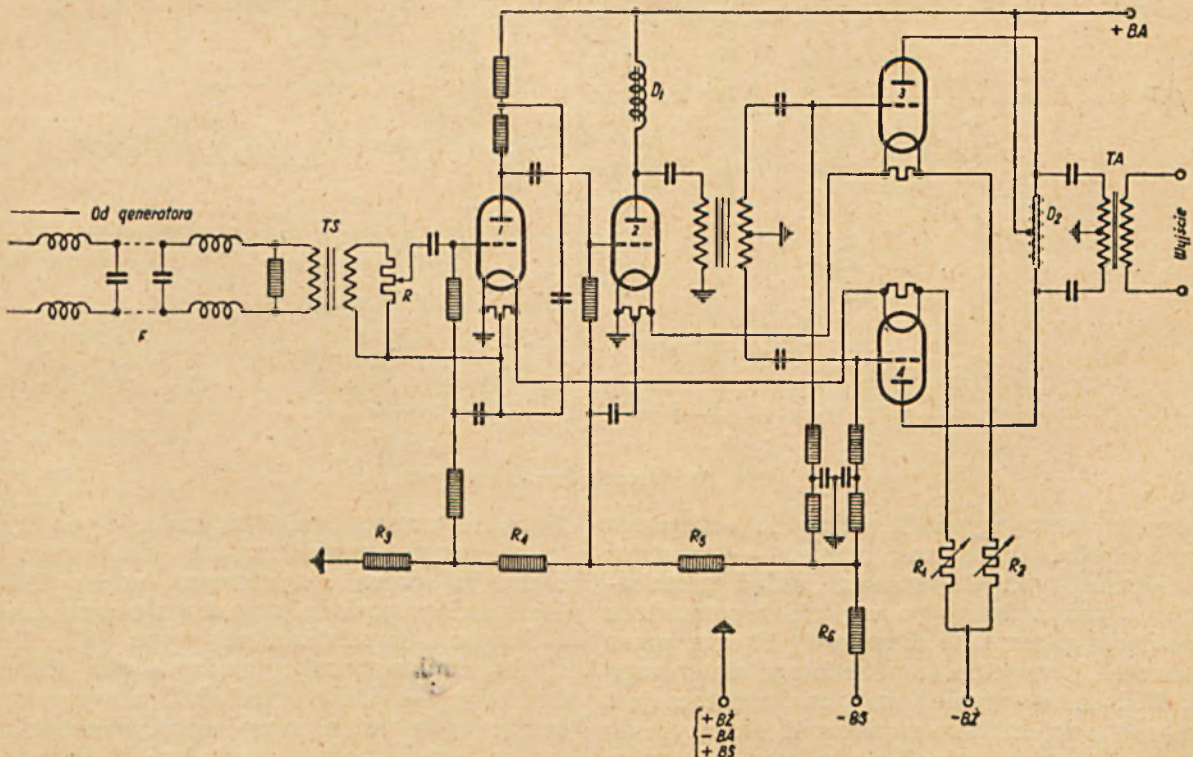 + BA
3
D₁
Od generatora
TS
R
1
2
TA
D₂
Wyjście
F
4
R₃
R₄
R₅
R₁
R₂
R₆
+ BŻ
- BA
+ BS
- BS
- BŻ